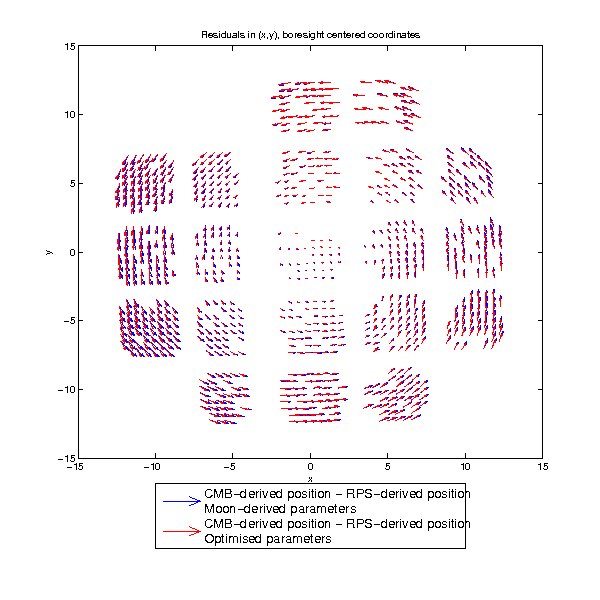 Residuals in (x,y), boresight centered coordinates
15
10
5
0
−5
−10
−15
y
−15 −10 −5 0 5 10 15
x
CMB−derived position − RPS−derived position
Moon−derived parameters
CMB−derived position − RPS−derived position
Optimised parameters